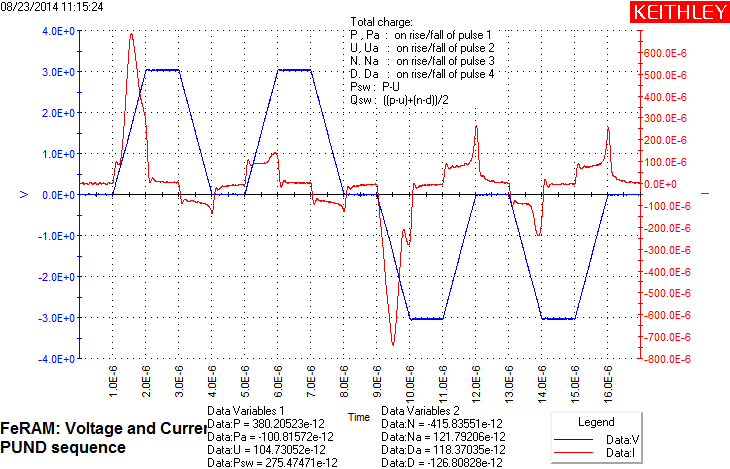 08/23/2014 11:15:24
KEITHLEY
Total charge:
P , Pa : on rise/fall of pulse 1
U, Ua : on rise/fall of pulse 2
N. Na : on rise/fall of pulse 3
D. Da : on rise/fall of pulse 4
Psw : P-U
Qsw : ((p-u)+(n-d))/2
4.0E+0
3.0E+0
2.0E+0
1.0E+0
0.0E+0
-1.0E+0
-2.0E+0
-3.0E+0
-4.0E+0
V
600.0E-6
500.0E-6
400.0E-6
300.0E-6
200.0E-6
100.0E-6
0.0E+0
-100.0E-6
-200.0E-6
-300.0E-6
-400.0E-6
-500.0E-6
-600.0E-6
-700.0E-6
-800.0E-6
I
1.0E-6
2.0E-6
3.0E-6
4.0E-6
5.0E-6
6.0E-6
7.0E-6
8.0E-6
9.0E-6
10.0E-6
11.0E-6
12.0E-6
13.0E-6
14.0E-6
15.0E-6
16.0E-6
Time
FeRAM: Voltage and Currer
PUND sequence
Data Variables 1
Data:P = 380.20523e-12
Data:Pa = -100.81572e-12
Data:U = 104.73052e-12
Data:Psw = 275.47471e-12
Data Variables 2
Data:N = -415.83551e-12
Data:Na = 121.79206e-12
Data:Da = 118.37035e-12
Data:D = -126.80828e-12
Legend
Data:V
Data:I